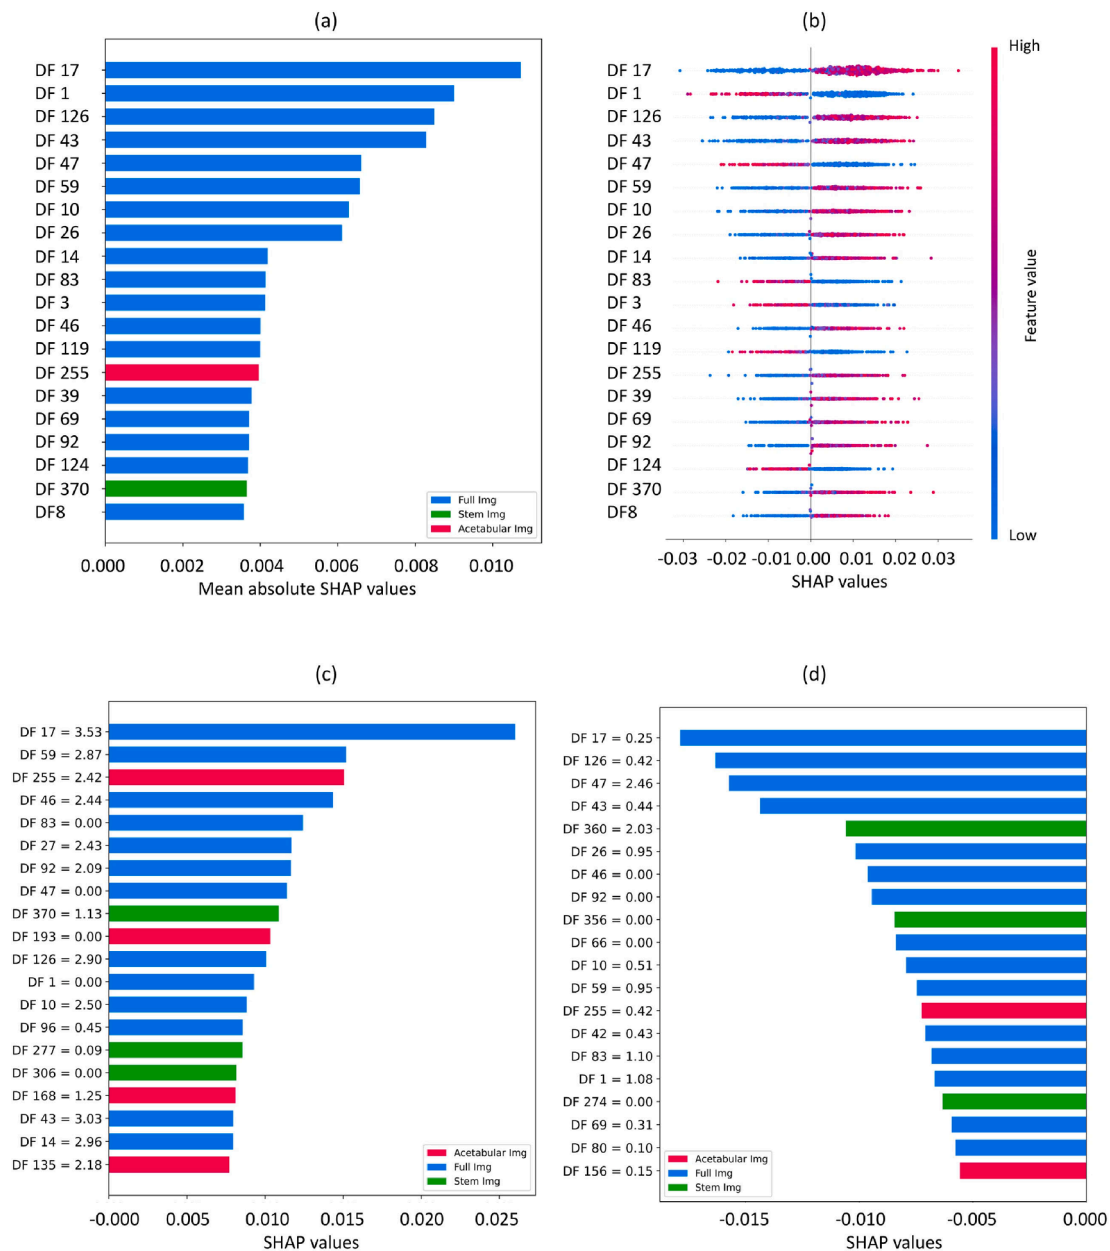 (a)
DF 17
DF 1
DF 126
DF 43
DF 47
DF 59
DF 10
DF 26
DF 14
DF 83
DF 3
DF 46
DF 119
DF 255
DF 39
DF 69
DF 92
DF 124
DF 370
DF8
Full Img
Stem Img
Acetabular Img
0.000 0.002 0.004 0.006 0.008 0.010
Mean absolute SHAP values
(b)
DF 17
DF 1
DF 126
DF 43
DF 47
DF 59
DF 10
DF 26
DF 14
DF 83
DF 3
DF 46
DF 119
DF 255
DF 39
DF 69
DF 92
DF 124
DF 370
DF8
-0.03 -0.02 -0.01 0.00 0.01 0.02 0.03
SHAP values
High
Feature value
Low
(c)
DF 17 = 3.53
DF 59 = 2.87
DF 255 = 2.42
DF 46 = 2.44
DF 83 = 0.00
DF 27 = 2.43
DF 92 = 2.09
DF 47 = 0.00
DF 370 = 1.13
DF 193 = 0.00
DF 126 = 2.90
DF 1 = 0.00
DF 10 = 2.50
DF 96 = 0.45
DF 277 = 0.09
DF 306 = 0.00
DF 168 = 1.25
DF 43 = 3.03
DF 14 = 2.96
DF 135 = 2.18
Acetabular Img
Full Img
Stem Img
-0.000 0.005 0.010 0.015 0.020 0.025
SHAP values
(d)
DF 17 = 0.25
DF 126 = 0.42
DF 47 = 2.46
DF 43 = 0.44
DF 360 = 2.03
DF 26 = 0.95
DF 46 = 0.00
DF 92 = 0.00
DF 356 = 0.00
DF 66 = 0.00
DF 10 = 0.51
DF 59 = 0.95
DF 255 = 0.42
DF 42 = 0.43
DF 83 = 1.10
DF 1 = 1.08
DF 274 = 0.00
DF 69 = 0.31
DF 80 = 0.10
DF 156 = 0.15
Acetabular Img
Full Img
Stem Img
-0.015 -0.010 -0.005 0.000
SHAP values